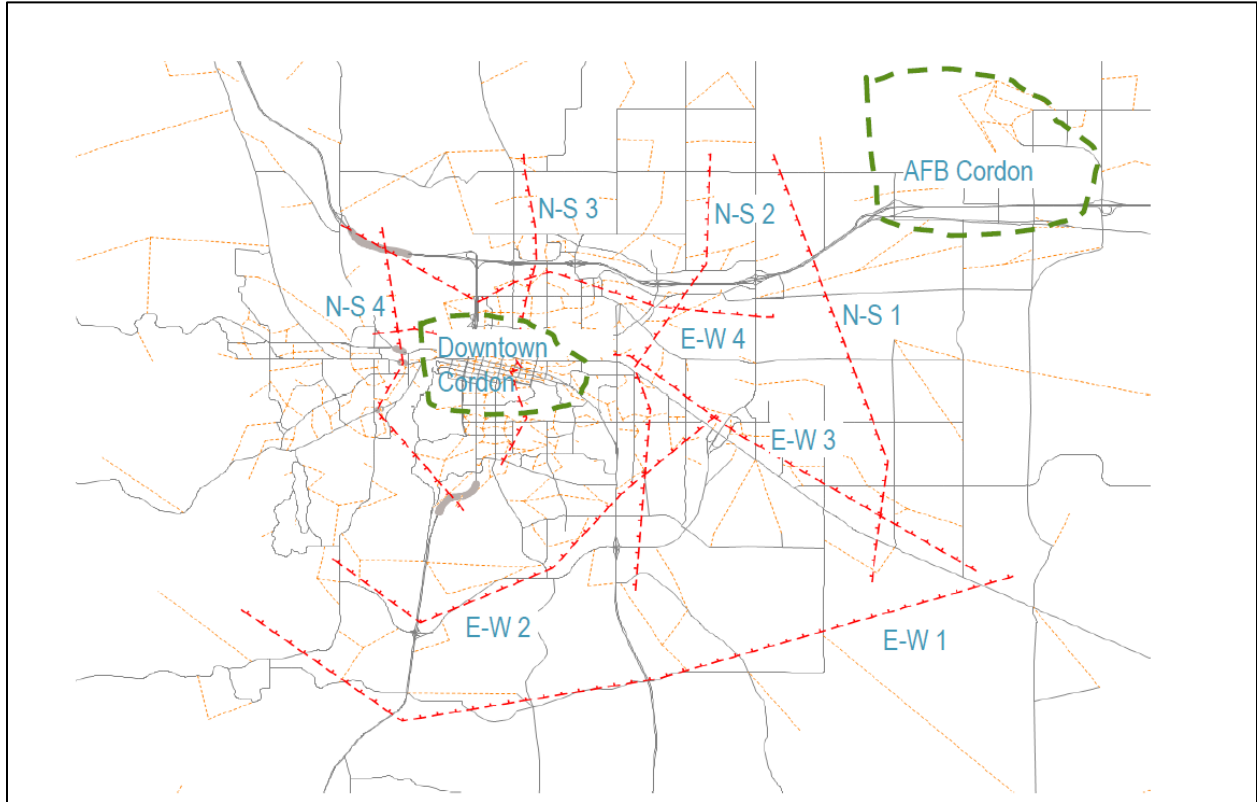 AFB Cordon
N-S 3
N-S 2
N-S 4
N-S 1
E-W 4
Downtown
Cordon
E-W 3
E-W 2
E-W 1